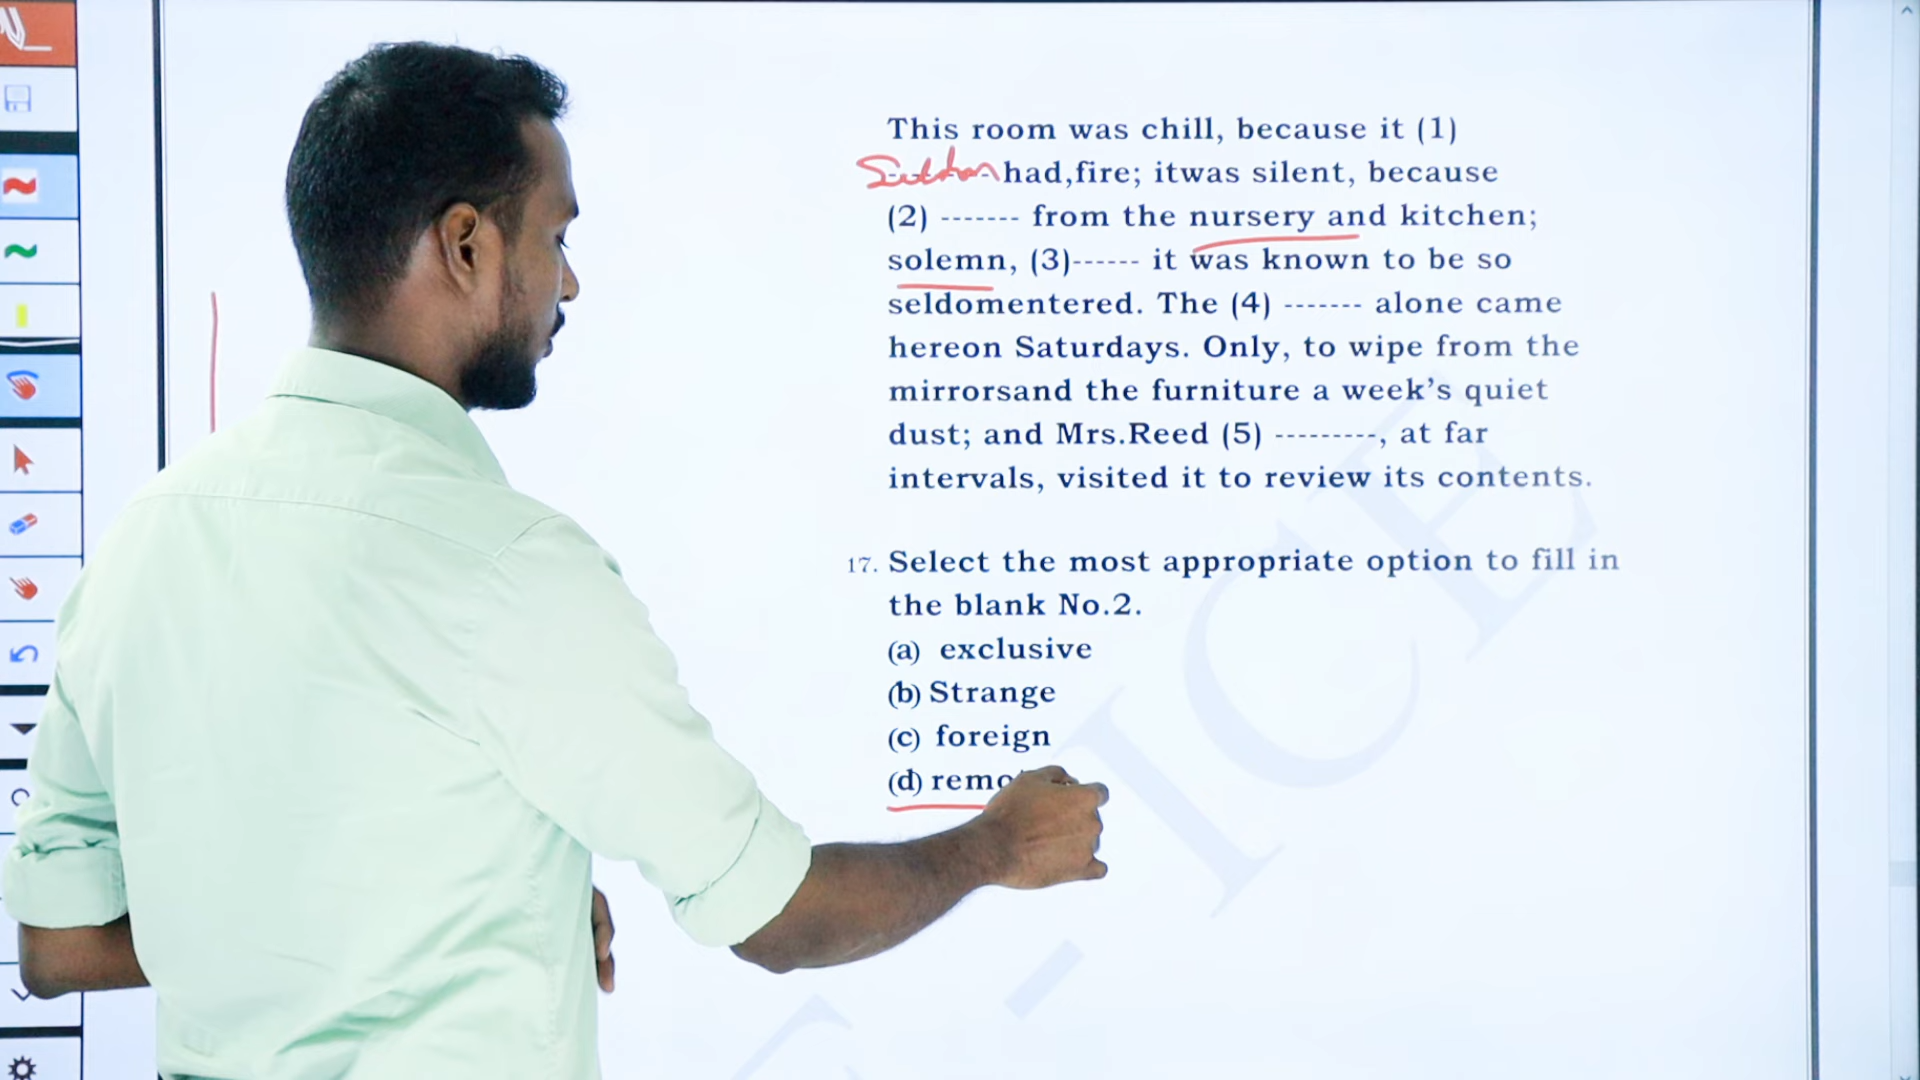 This room was chill, because it (1)
Seldom had,fire; itwas silent, because
(2) ------- from the nursery and kitchen;
solemn, (3)------ it was known to be so
seldomentered. The (4) ------- alone came
hereon Saturdays. Only, to wipe from the
mirrorsand the furniture a week’s quiet
dust; and Mrs.Reed (5) ---------, at far
intervals, visited it to review its contents.
17. Select the most appropriate option to fill in
the blank No.2.
(a) exclusive
(b) Strange
(c) foreign
(d)
ICE